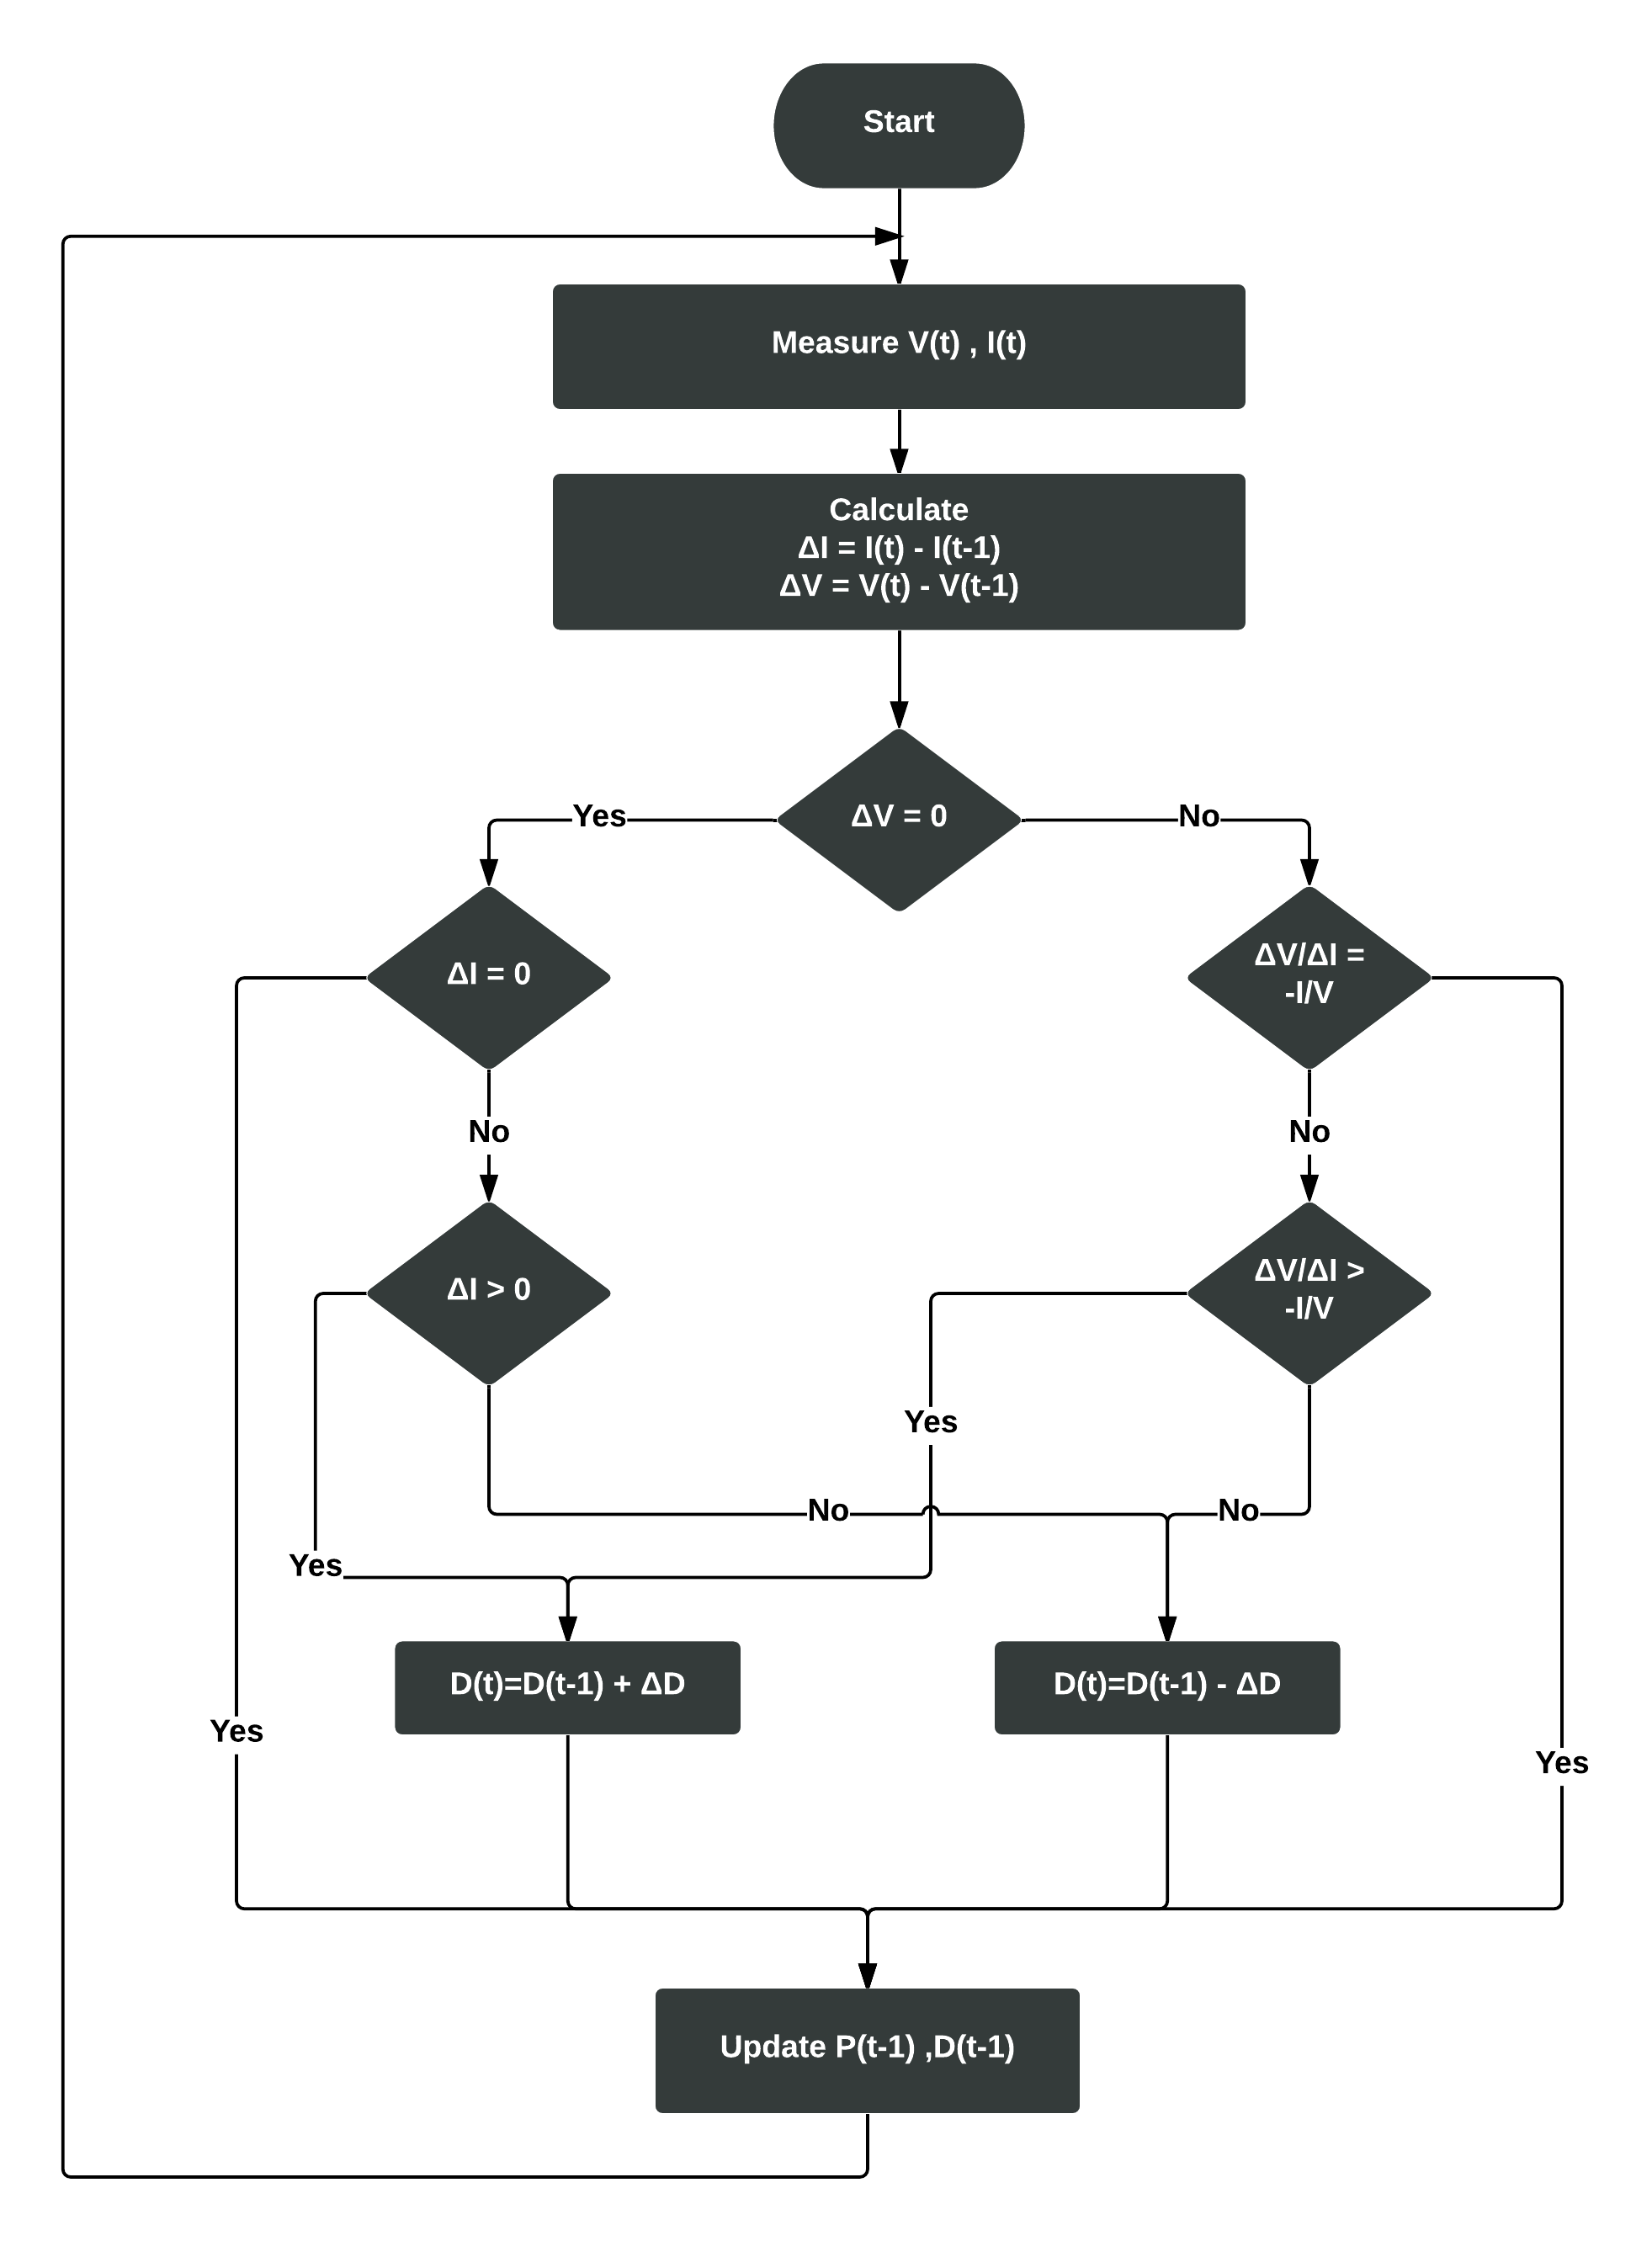 Start
Measure V(t) , I(t)
Calculate
ΔI = I(t) - I(t-1)
ΔV = V(t) - V(t-1)
ΔV = 0
Yes
No
ΔI = 0
ΔV/ΔI =
-I/V
No
No
ΔI > 0
ΔV/ΔI >
-I/V
Yes
No
No
Yes
D(t)=D(t-1) + ΔD
D(t)=D(t-1) - ΔD
Yes
Yes
Update P(t-1) ,D(t-1)